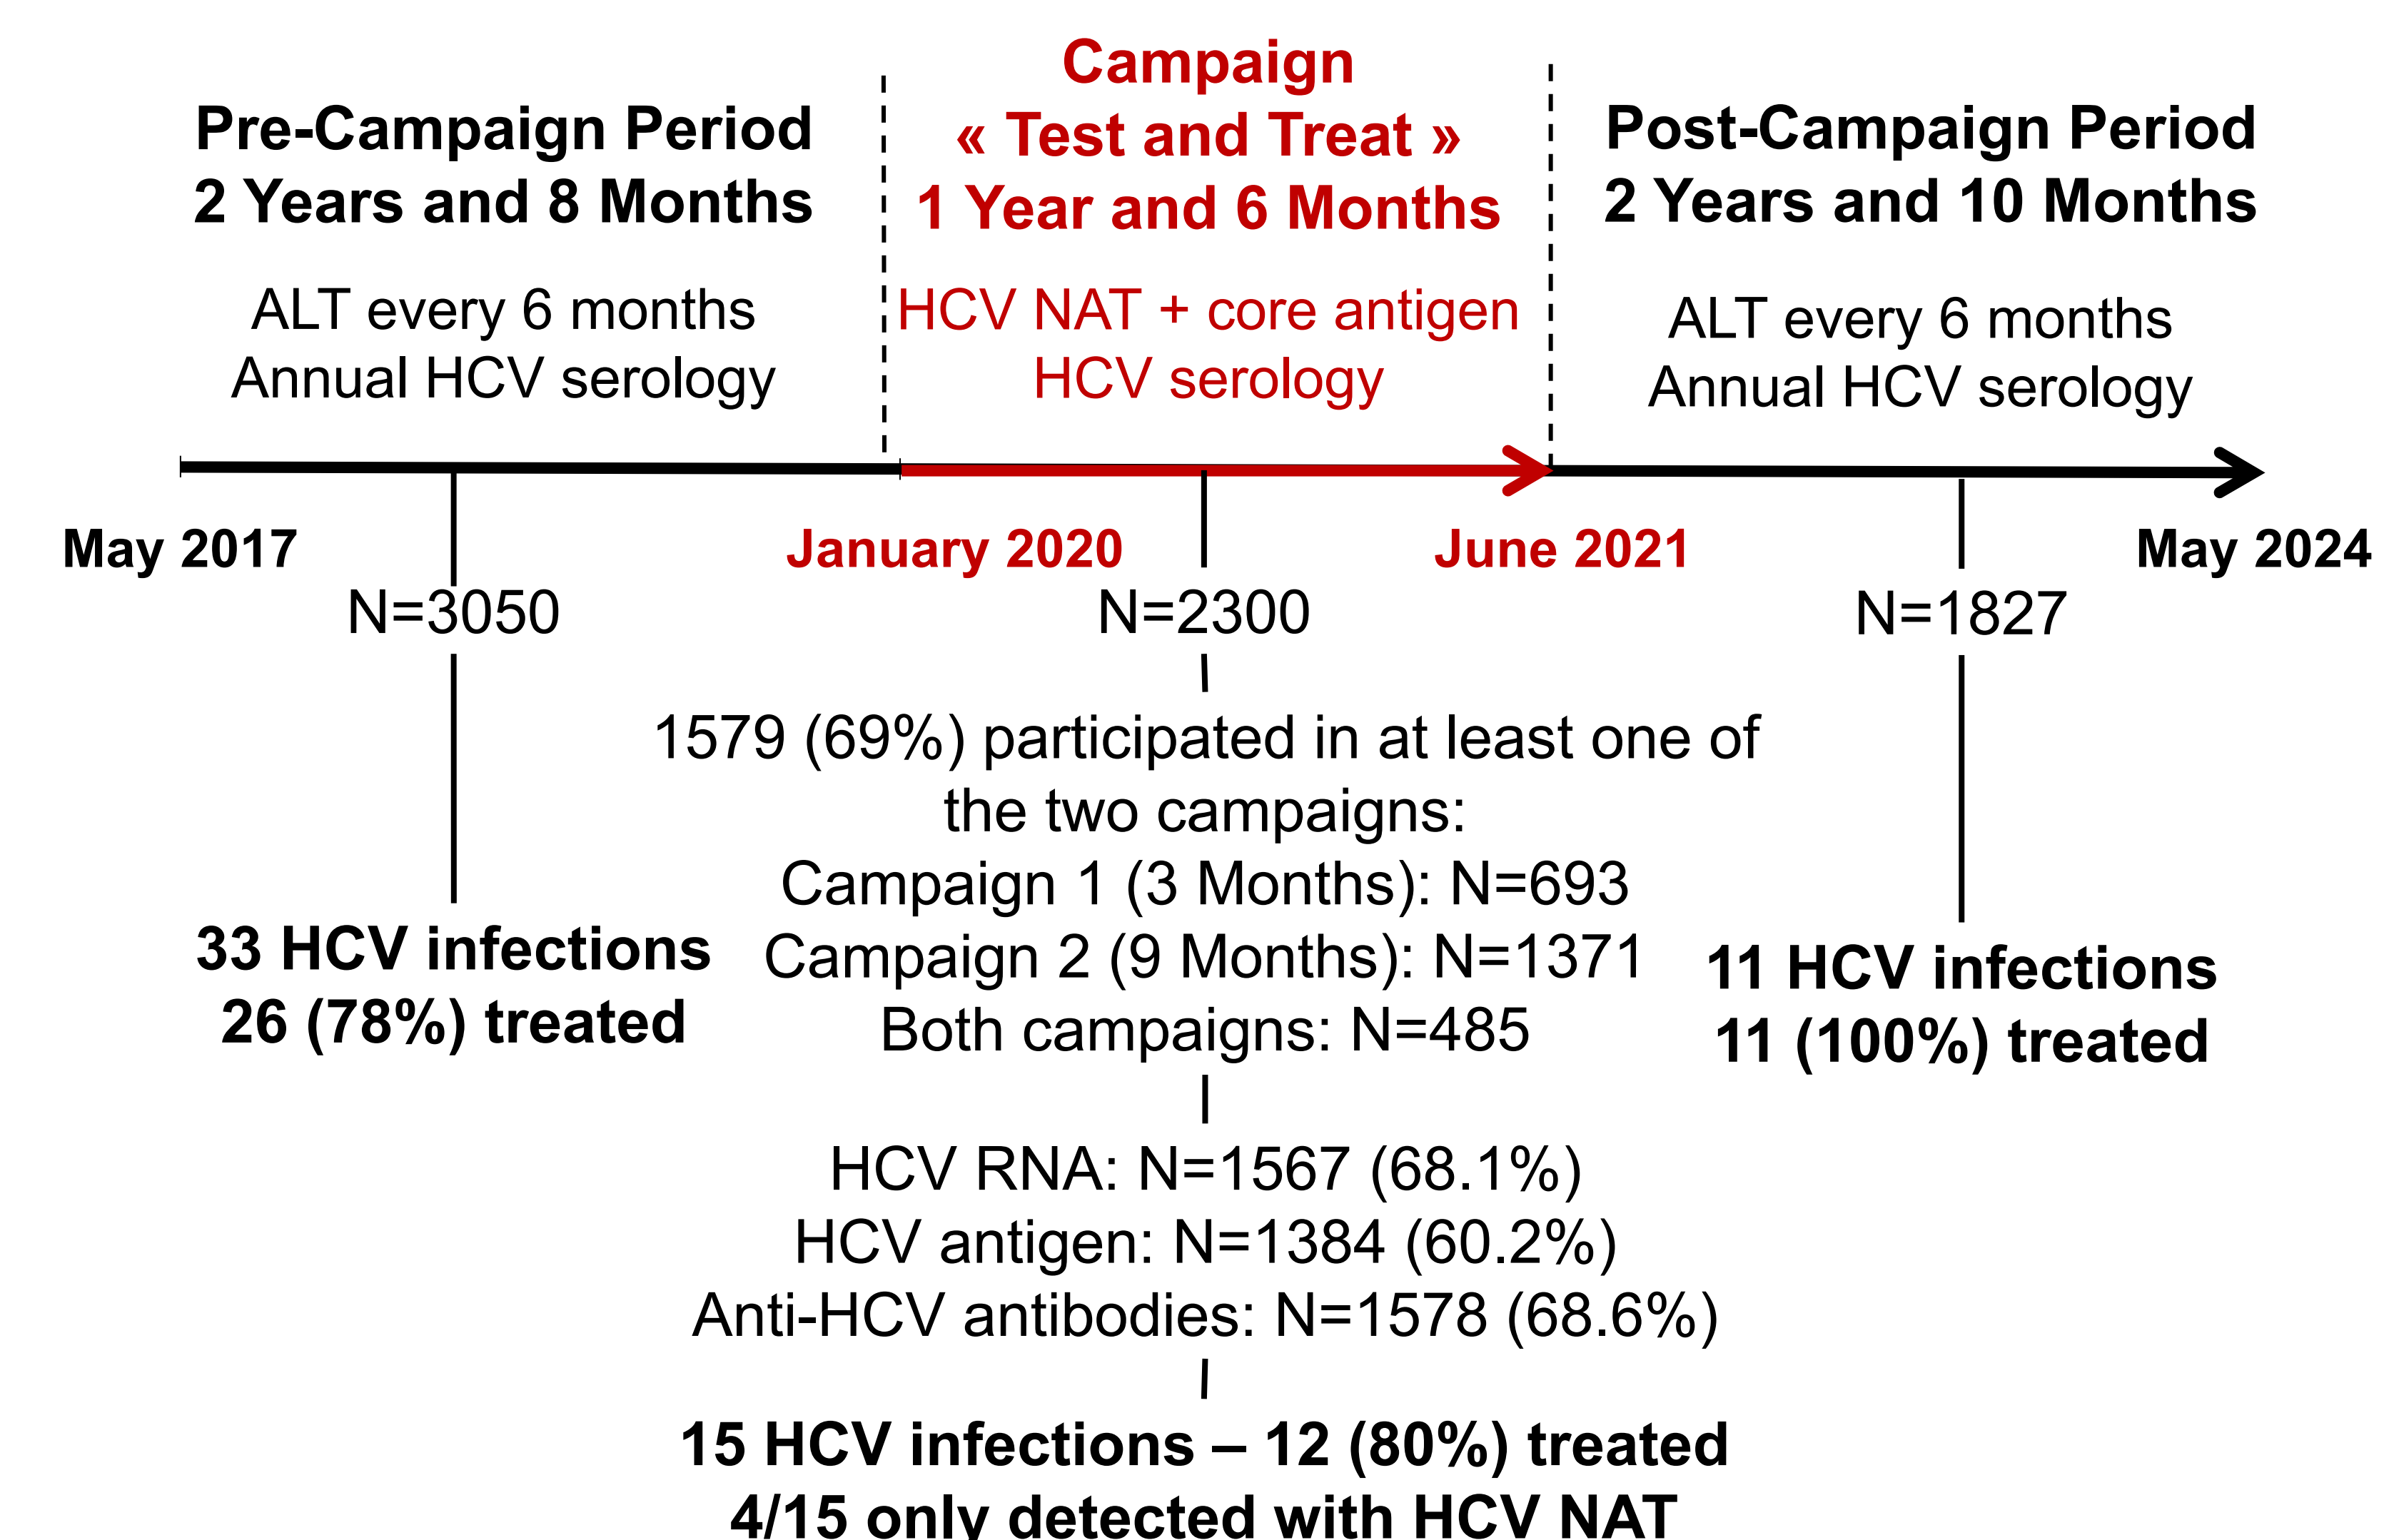 Pre-Campaign Period
2 Years and 8 Months
ALT every 6 months
Annual HCV serology
Campaign
« Test and Treat »
1 Year and 6 Months
HCV NAT + core antigen
HCV serology
Post-Campaign Period
2 Years and 10 Months
ALT every 6 months
Annual HCV serology
May 2017
January 2020
June 2021
May 2024
N=3050
N=2300
N=1827
33 HCV infections
26 (78%) treated
1579 (69%) participated in at least one of
the two campaigns:
Campaign 1 (3 Months): N=693
Campaign 2 (9 Months): N=1371
Both campaigns: N=485
HCV RNA: N=1567 (68.1%)
HCV antigen: N=1384 (60.2%)
Anti-HCV antibodies: N=1578 (68.6%)
15 HCV infections – 12 (80%) treated
4/15 only detected with HCV NAT
11 HCV infections
11 (100%) treated